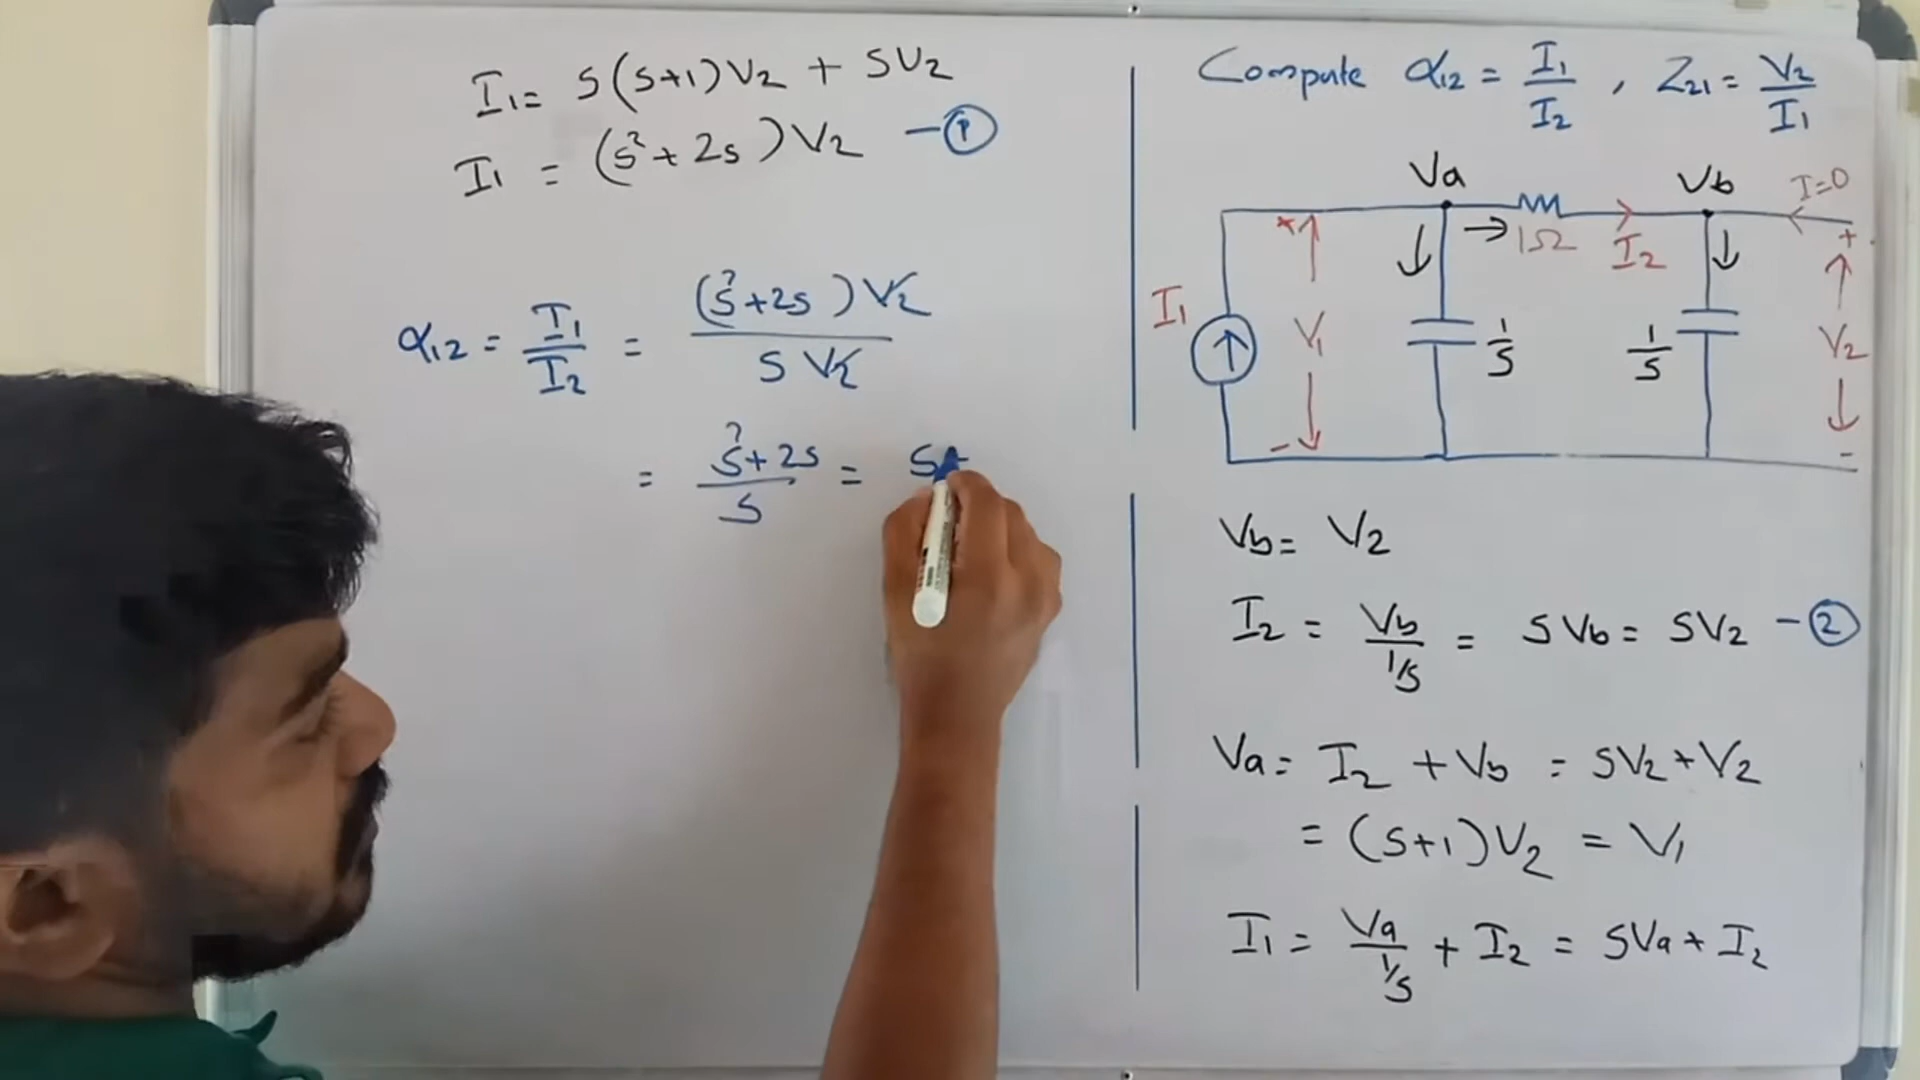 I₁ = S(S+1)V₂ + SV₂
I₁ = (S² + 2S)V₂ —①
α₁₂ = I₁/I₂ = (S²+2S)V₂ / SV₂
= S²+2S / S = S+
Compute α₁₂ = I₁/I₂ , Z₂₁ = V₂/I₁
Va
Vb
I=0
→ 1Ω
I₂
+
+
I₁
V₁
1/S
1/S
V₂
-
-
Vb = V₂
I₂ = Vb / 1/S = SVb = SV₂ —②
Va = I₂ + Vb = SV₂ + V₂
= (S+1)V₂ = V₁
I₁ = Va / 1/S + I₂ = SVa + I₂